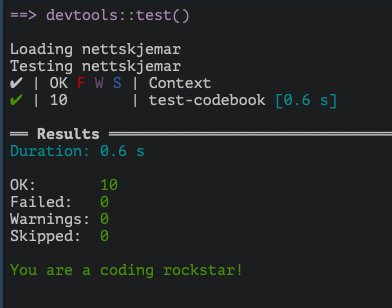 ==> devtools::test()
Loading nettskjemar
Testing nettskjemar
✔ | OK F W S | Context
✔ | 10 | test-codebook [0.6 s]
══ Results ═════════════════════════════
Duration: 0.6 s
OK: 10
Failed: 0
Warnings: 0
Skipped: 0
You are a coding rockstar!